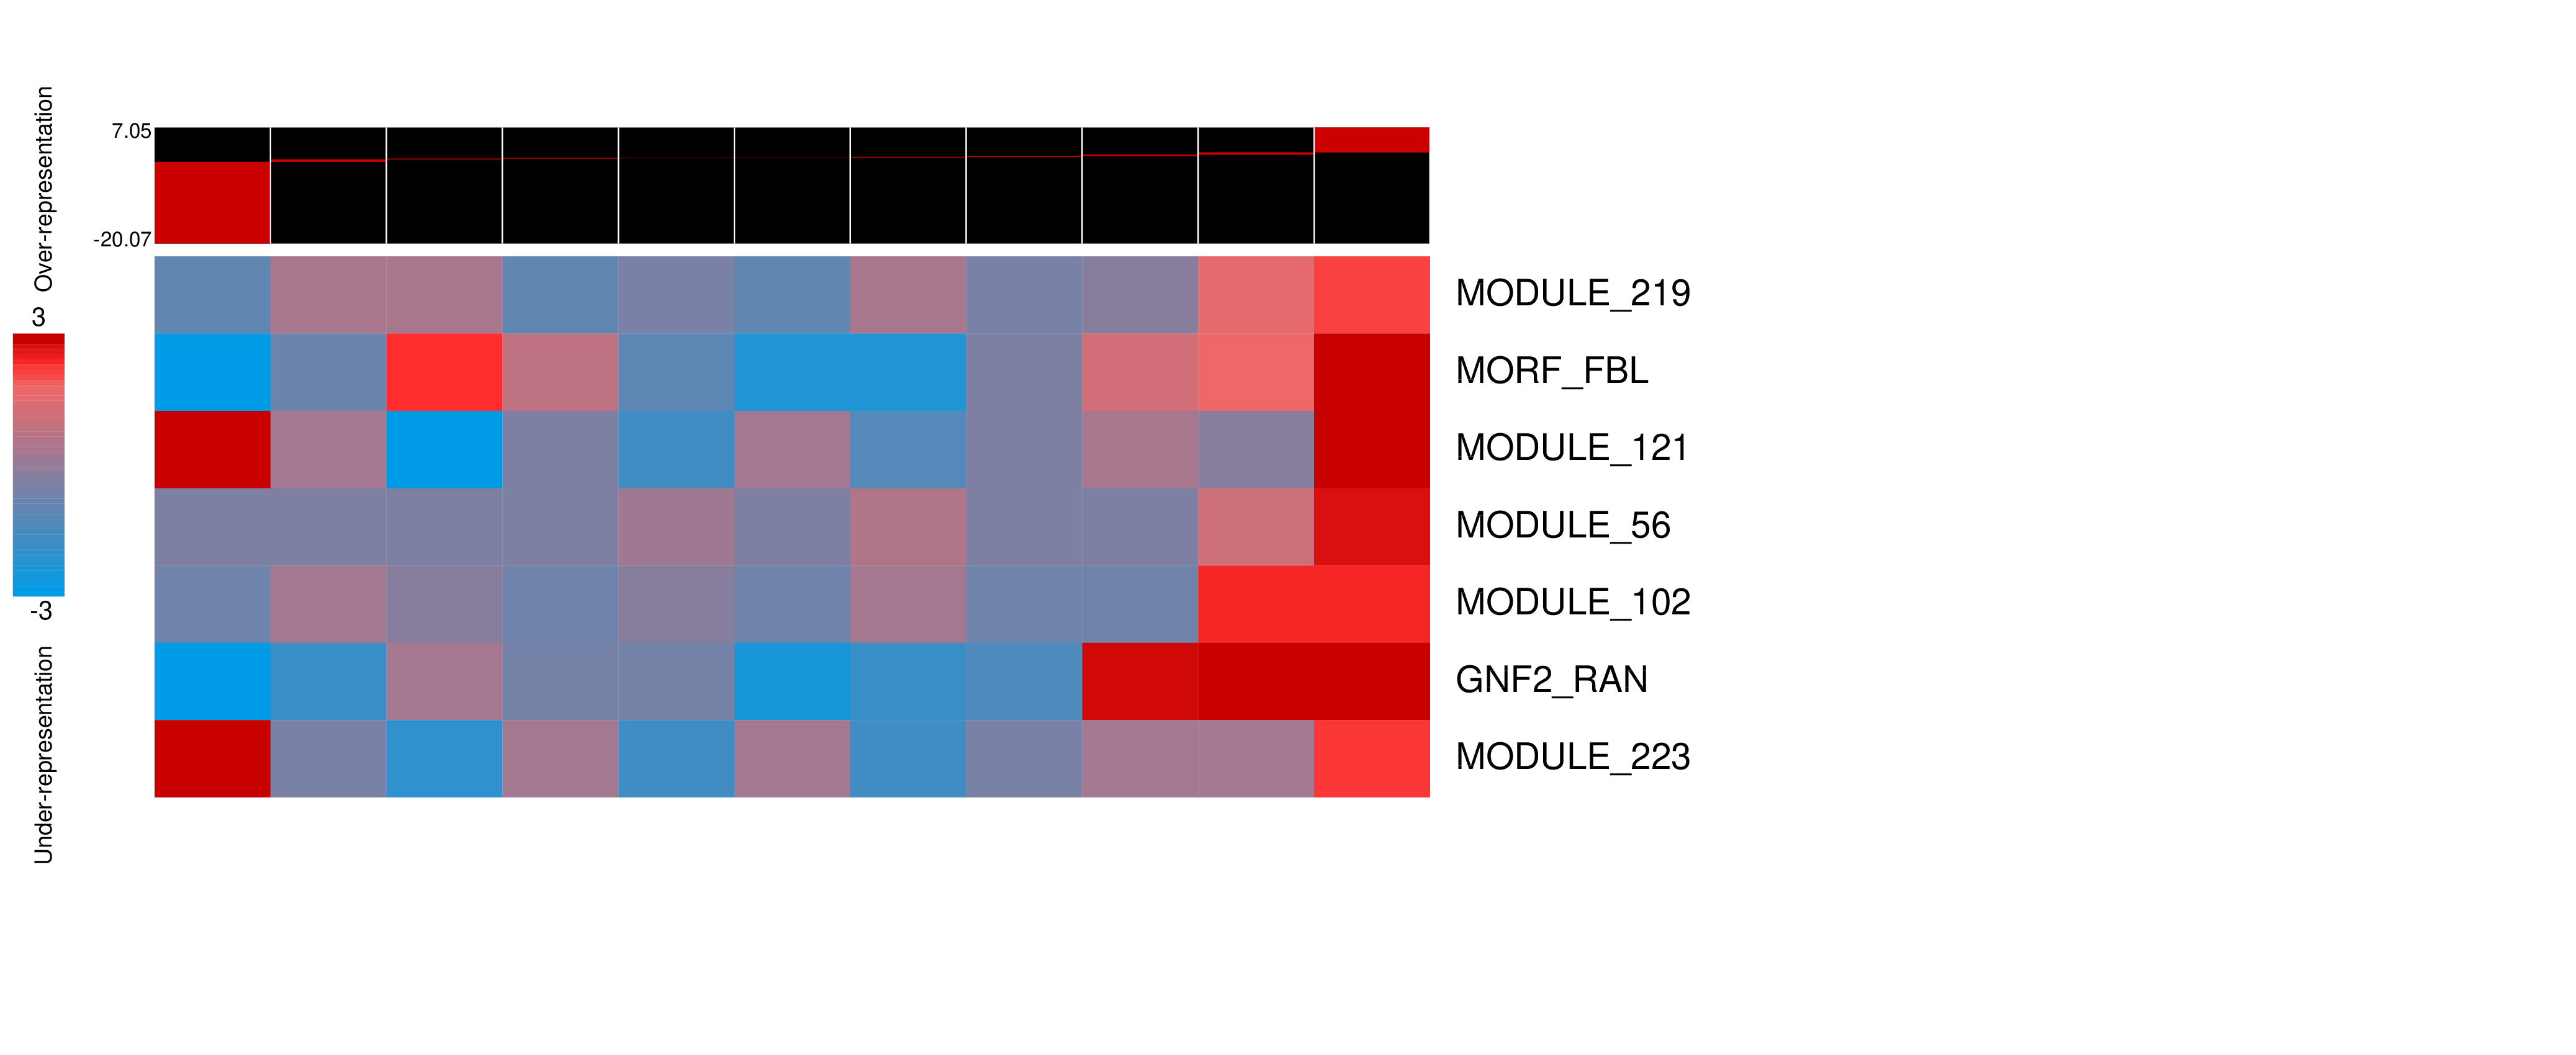 Over-representation
3
-3
Under-representation
7.05
-20.07
MODULE_219
MORF_FBL
MODULE_121
MODULE_56
MODULE_102
GNF2_RAN
MODULE_223